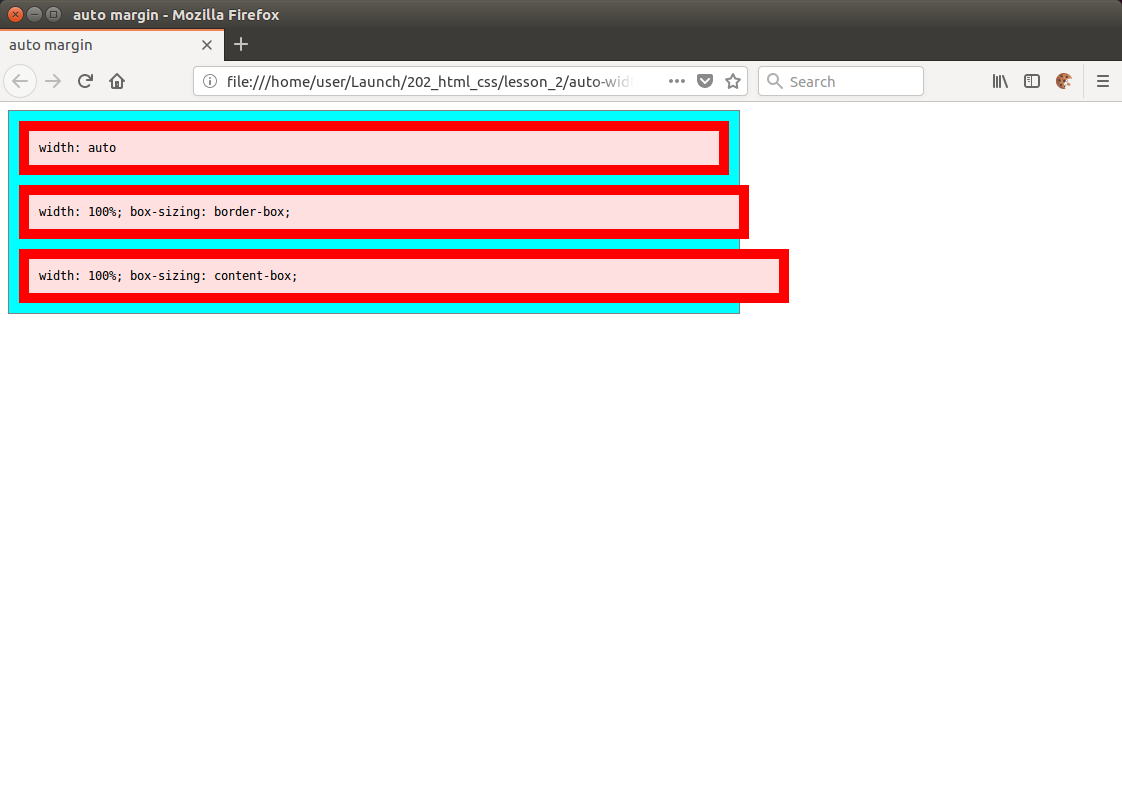 auto margin - Mozilla Firefox
auto margin
file:///home/user/Launch/202_html_css/lesson_2/auto-wid
Search
width: auto
width: 100%; box-sizing: border-box;
width: 100%; box-sizing: content-box;